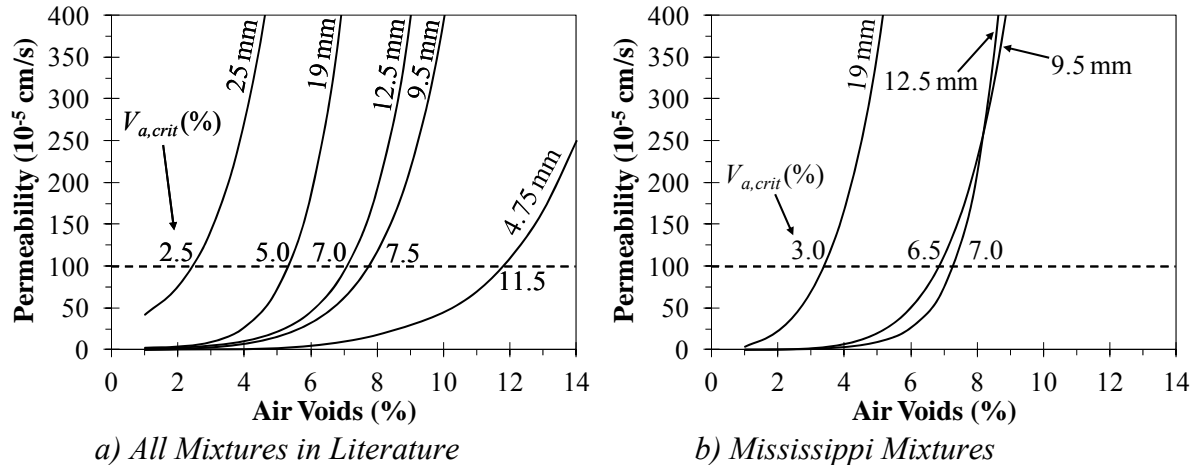 400
350
300
250
200
150
100
50
0
Permeability (10⁻⁵ cm/s)
25 mm
19 mm
12.5 mm
9.5 mm
4.75 mm
Va,crit(%)
2.5
5.0
7.0
7.5
11.5
0 2 4 6 8 10 12 14
Air Voids (%)
a) All Mixtures in Literature
400
350
300
250
200
150
100
50
0
Permeability (10⁻⁵ cm/s)
19 mm
12.5 mm
9.5 mm
Va,crit(%)
3.0
6.5
7.0
0 2 4 6 8 10 12 14
Air Voids (%)
b) Mississippi Mixtures